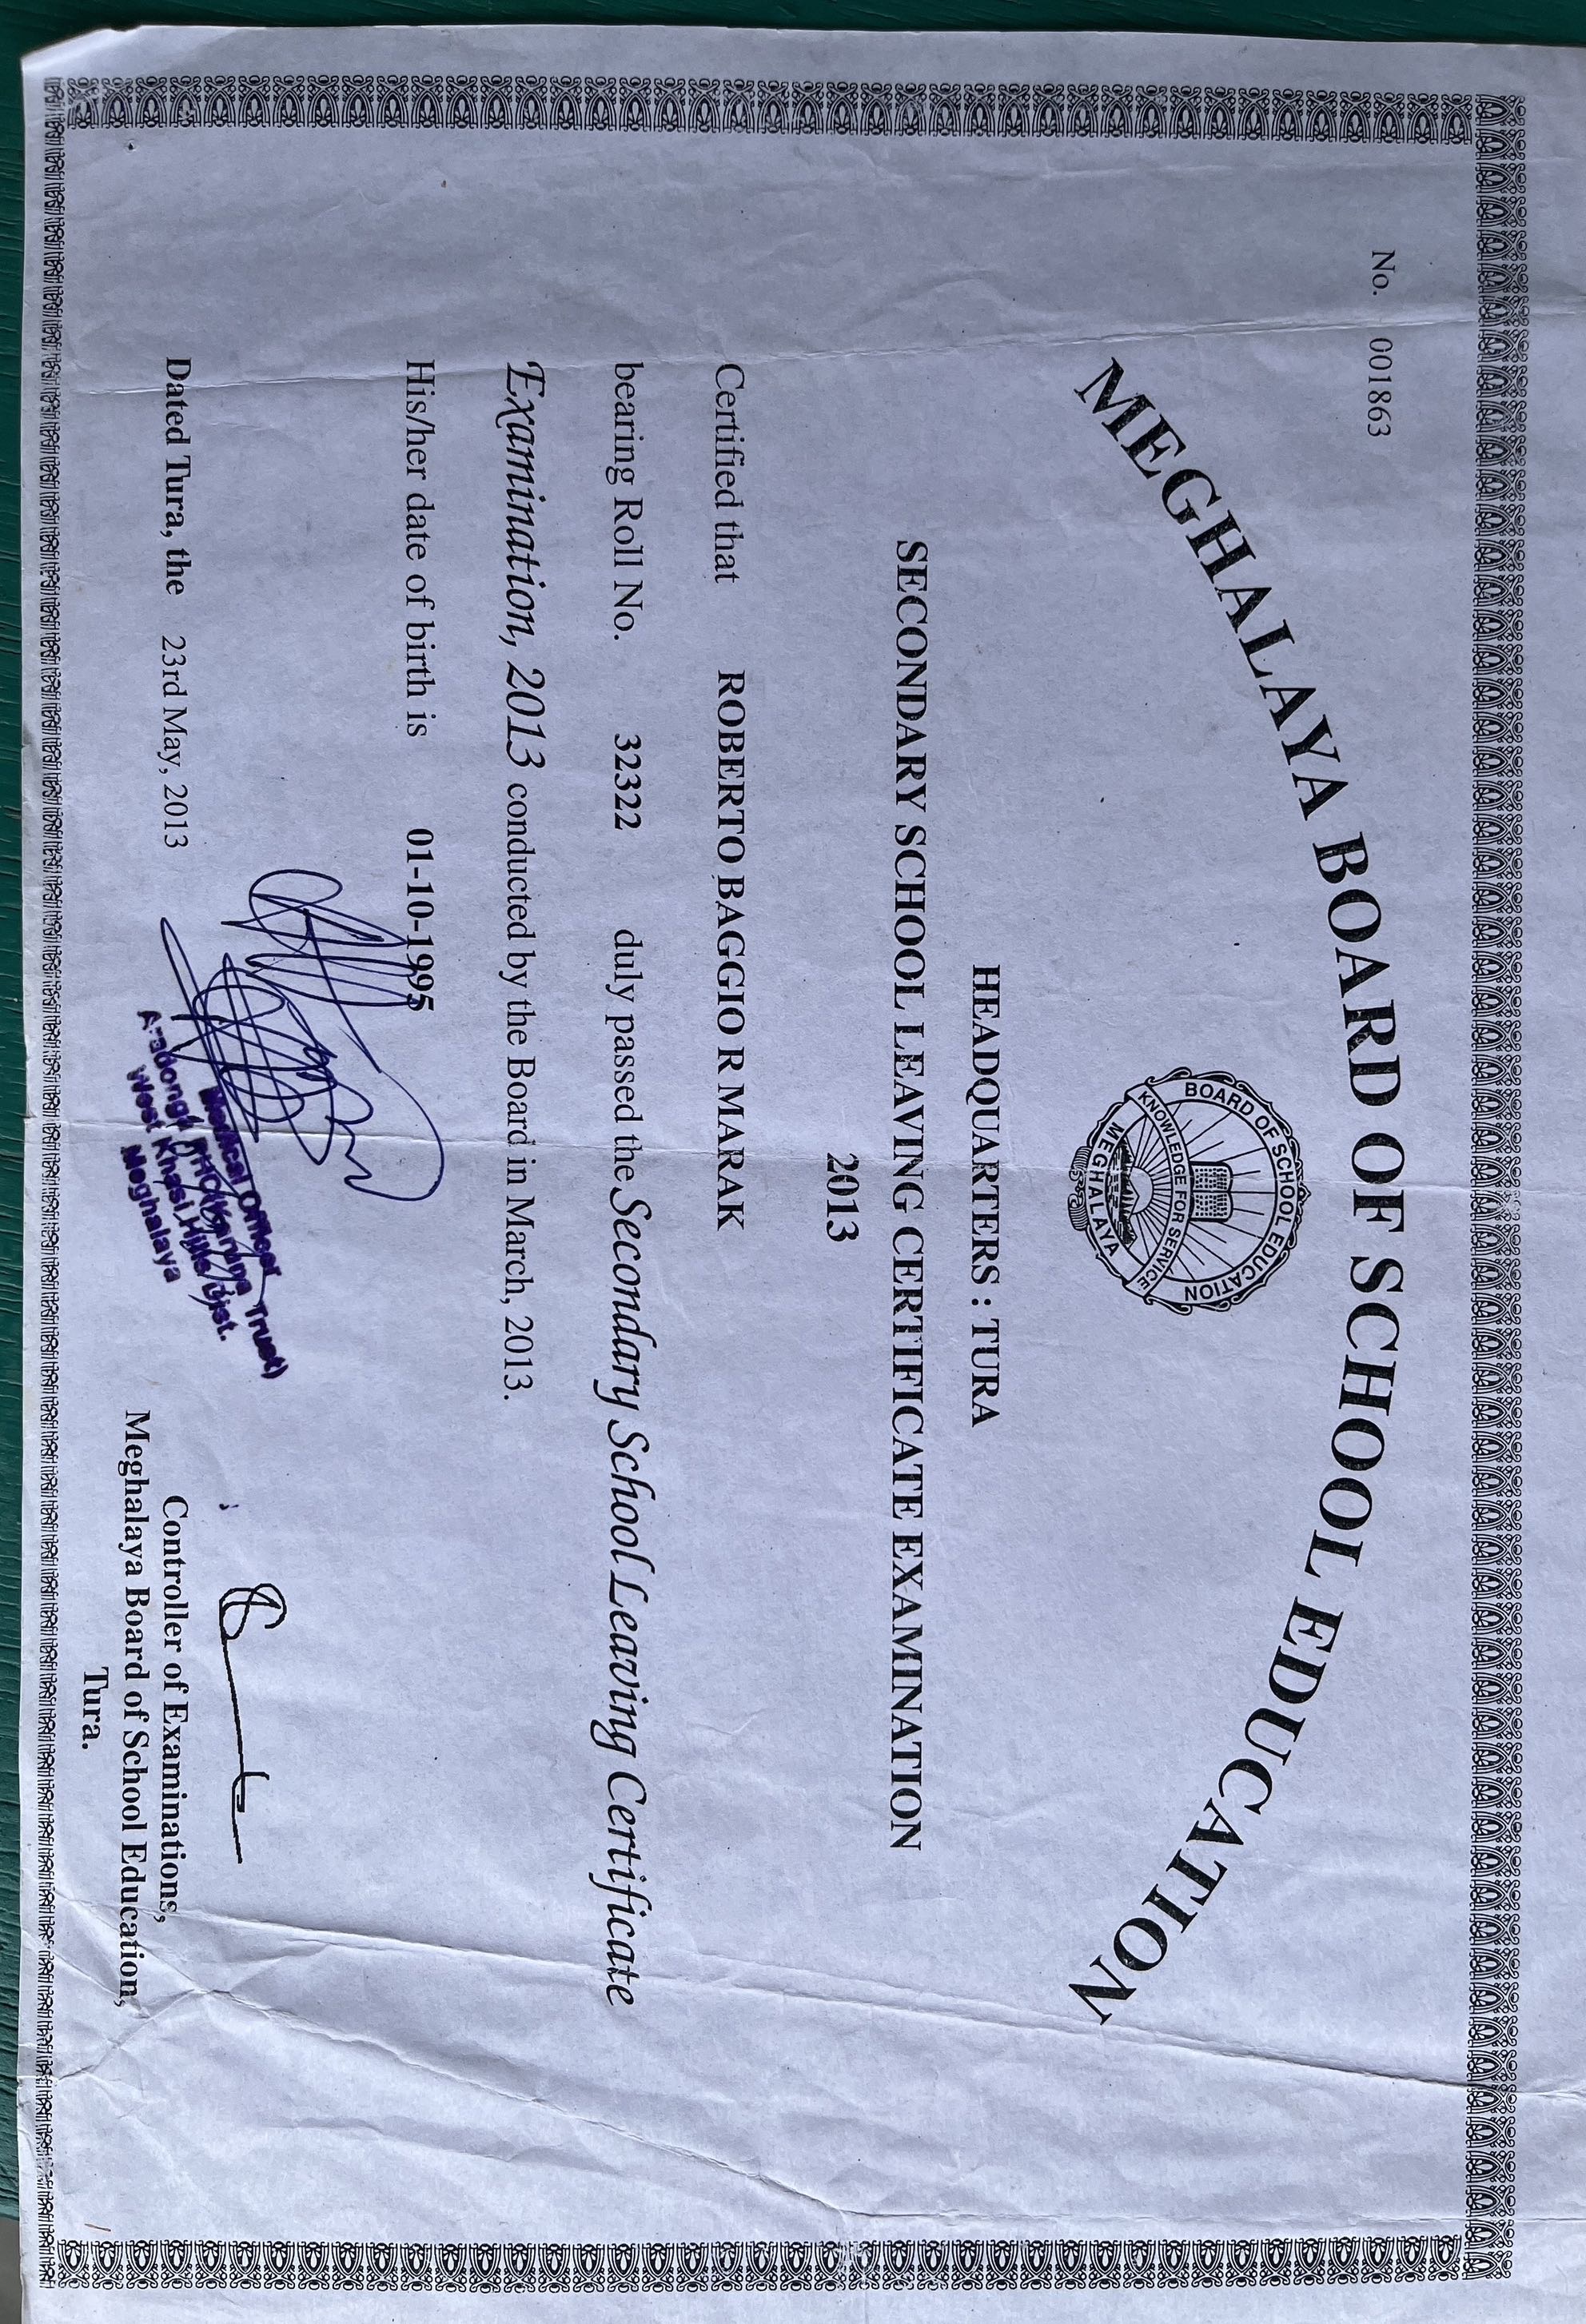 No. 001863
MEGHALAYA BOARD OF SCHOOL EDUCATION
BOARD OF SCHOOL EDUCATION
KNOWLEDGE FOR SERVICE
MEGHALAYA
HEADQUARTERS : TURA
SECONDARY SCHOOL LEAVING CERTIFICATE EXAMINATION
2013
Certified that ROBERTO BAGGIO R MARAK
bearing Roll No. 32322 duly passed the Secondary School Leaving Certificate
Examination, 2013 conducted by the Board in March, 2013.
His/her date of birth is 01-10-1995
Dated Tura, the 23rd May, 2013
Medical Officer
Aradonga PHC(Karuna Trust)
West Khasi Hills Dist.
Meghalaya
Controller of Examinations,
Meghalaya Board of School Education,
Tura.